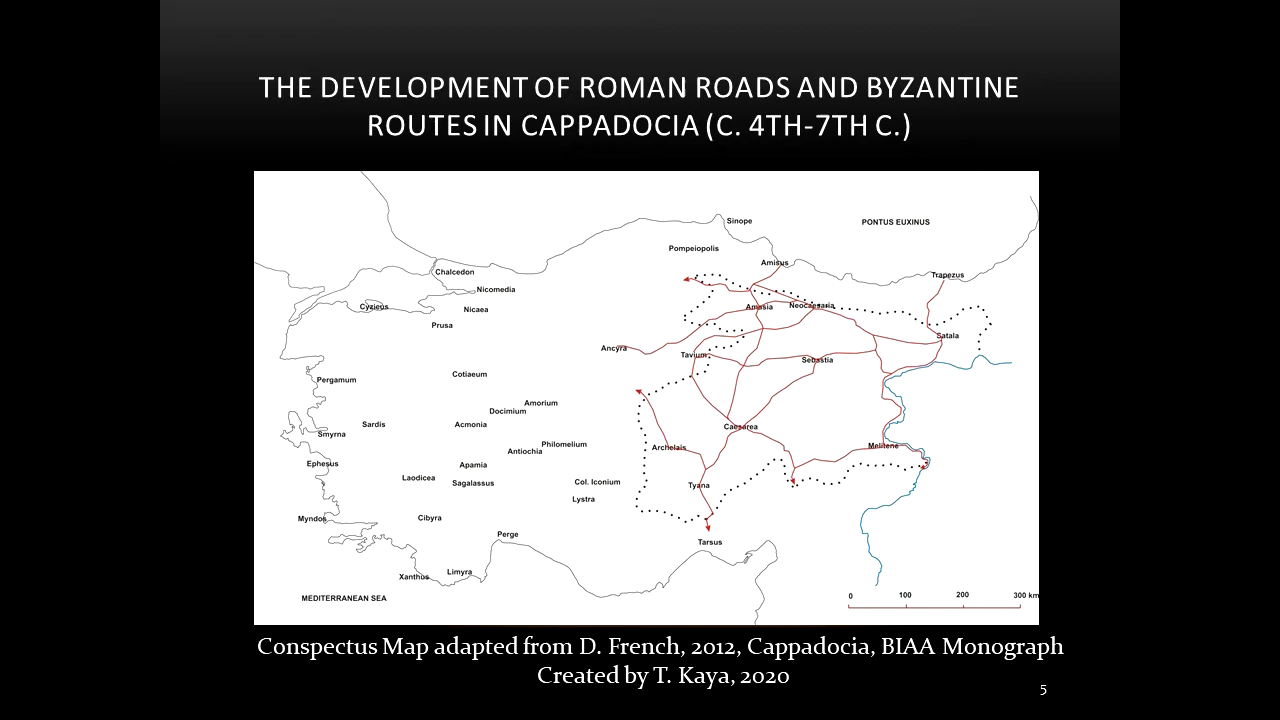 THE DEVELOPMENT OF ROMAN ROADS AND BYZANTINE
ROUTES IN CAPPADOCIA (C. 4TH-7TH C.)
Sinope
PONTUS EUXINUS
Pompeiopolis
Amisus
Chalcedon
Trapezus
Nicomedia
Cyzicus
Nicaea
Amasia
Neocaesaria
Prusa
Satala
Ancyra
Tavium
Sebastia
Cotiaeum
Pergamum
Amorium
Docimium
Sardis
Acmonia
Caesarea
Smyrna
Philomelium
Archelais
Melitene
Antiochia
Ephesus
Apamia
Laodicea
Sagalassus
Col. Iconium
Tyana
Lystra
Myndos
Cibyra
Perge
Tarsus
Limyra
Xanthus
MEDITERRANEAN SEA
0 100 200 300 km
Conspectus Map adapted from D. French, 2012, Cappadocia, BIAA Monograph
Created by T. Kaya, 2020
5